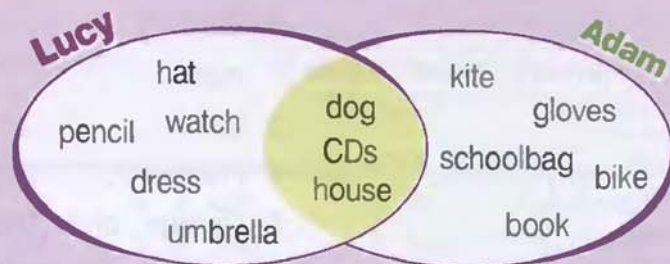 Lucy
Adam
hat
pencil
watch
dress
umbrella
dog
CDs
house
kite
gloves
schoolbag
bike
book